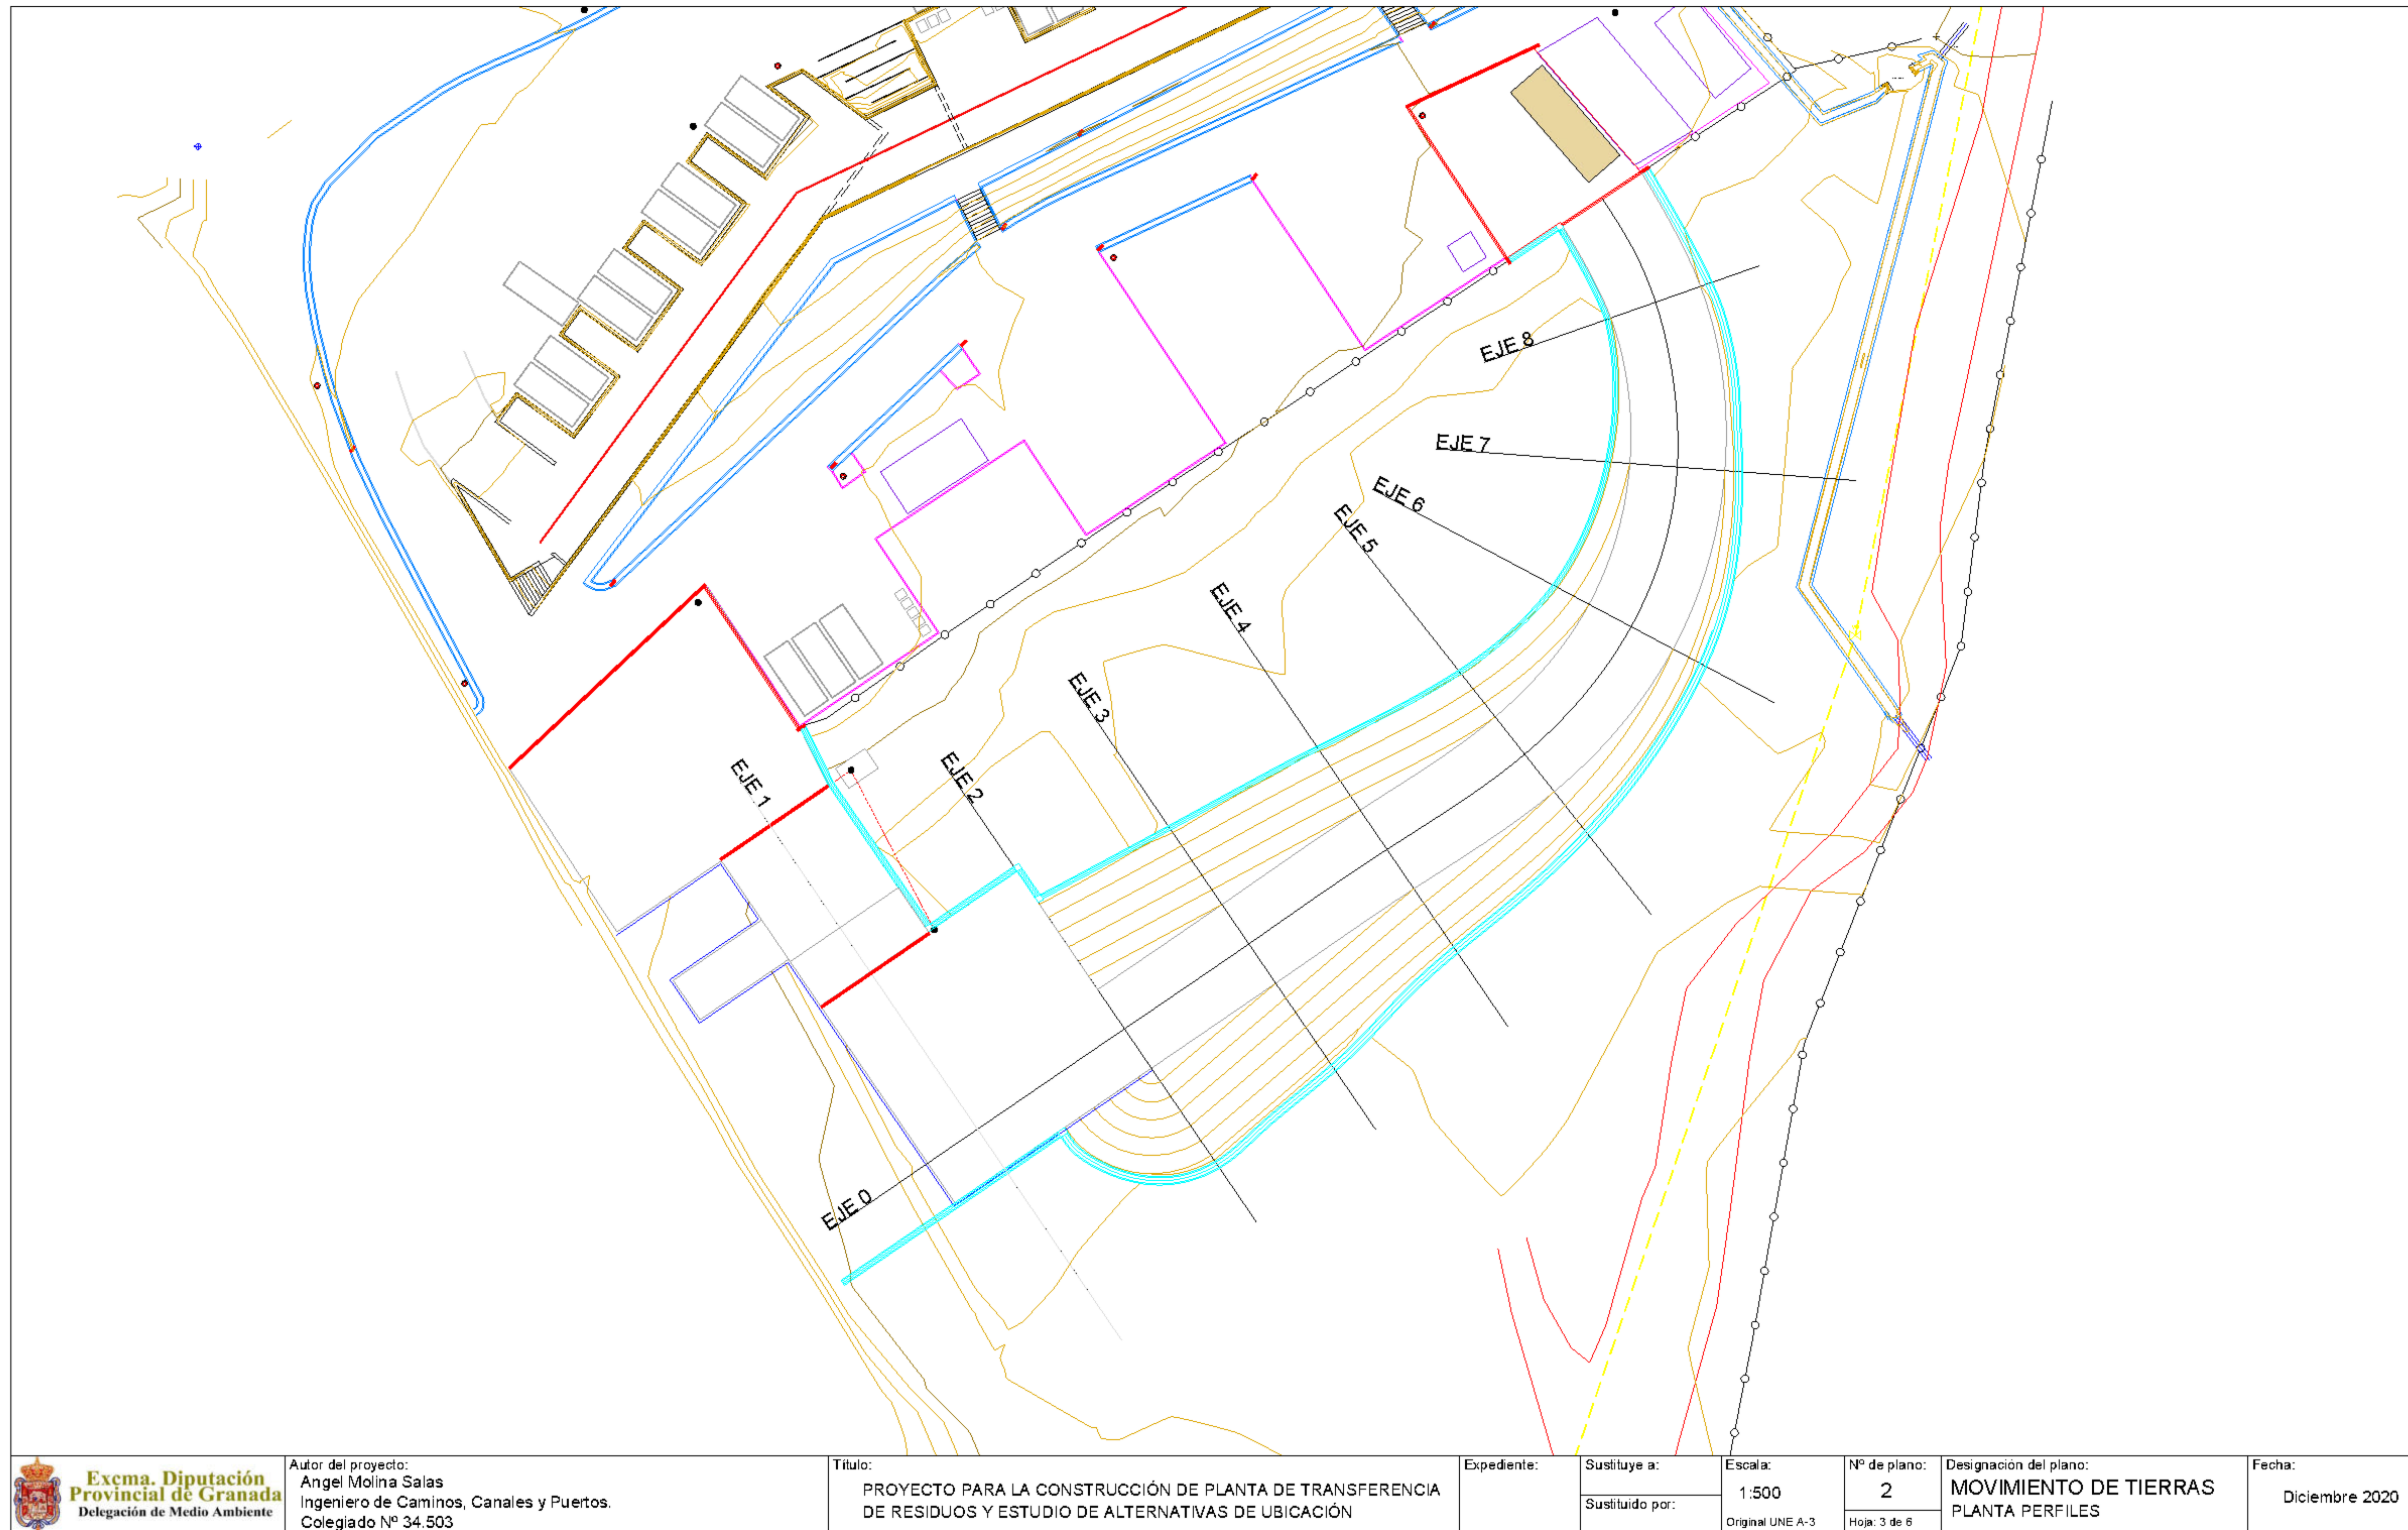 EJE 8
EJE 7
EJE 6
EJE 5
EJE 4
EJE 3
EJE 2
EJE 1
EJE 0
Excma. Diputación
Provincial de Granada
Delegación de Medio Ambiente
Autor del proyecto:
Angel Molina Salas
Ingeniero de Caminos, Canales y Puertos.
Colegiado Nº 34.503
Título:
PROYECTO PARA LA CONSTRUCCIÓN DE PLANTA DE TRANSFERENCIA
DE RESIDUOS Y ESTUDIO DE ALTERNATIVAS DE UBICACIÓN
Expediente:
Sustituye a:
Sustituido por:
Escala:
1:500
Original UNE A-3
Nº de plano:
2
Hoja: 3 de 6
Designación del plano:
MOVIMIENTO DE TIERRAS
PLANTA PERFILES
Fecha:
Diciembre 2020